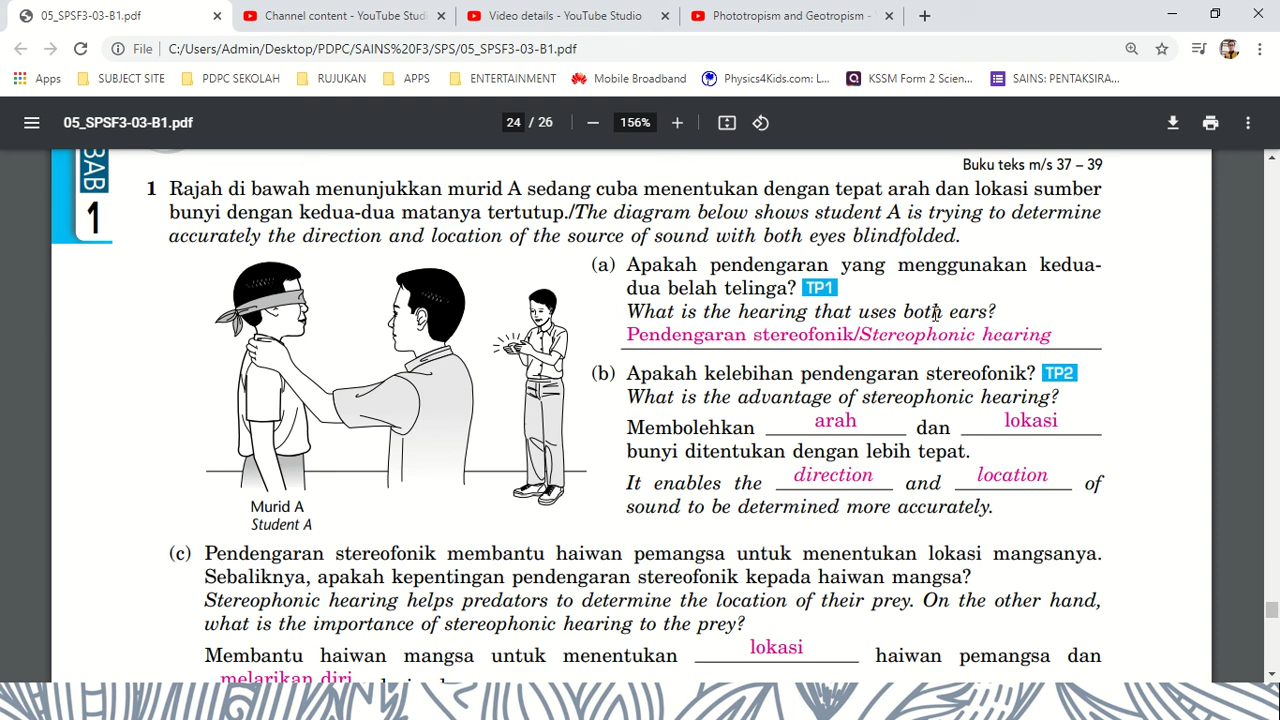 05_SPSF3-03-B1.pdf
Channel content - YouTube Studi
Video details - YouTube Studio
Phototropism and Geotropism -
File
C:/Users/Admin/Desktop/PDPC/SAINS%20F3/SPS/05_SPSF3-03-B1.pdf
Apps
SUBJECT SITE
PDPC SEKOLAH
RUJUKAN
APPS
ENTERTAINMENT
Mobile Broadband
Physics4Kids.com: L...
KSSM Form 2 Scien...
SAINS: PENTAKSIRA...
05_SPSF3-03-B1.pdf
24 / 26
156%
BAB
1
Buku teks m/s 37 – 39
1 Rajah di bawah menunjukkan murid A sedang cuba menentukan dengan tepat arah dan lokasi sumber
bunyi dengan kedua-dua matanya tertutup./The diagram below shows student A is trying to determine
accurately the direction and location of the source of sound with both eyes blindfolded.
(a) Apakah pendengaran yang menggunakan kedua-
dua belah telinga? TP1
What is the hearing that uses both ears?
Pendengaran stereofonik/Stereophonic hearing
(b) Apakah kelebihan pendengaran stereofonik? TP2
What is the advantage of stereophonic hearing?
Membolehkan arah dan lokasi
bunyi ditentukan dengan lebih tepat.
It enables the direction and location of
sound to be determined more accurately.
Murid A
Student A
(c) Pendengaran stereofonik membantu haiwan pemangsa untuk menentukan lokasi mangsanya.
Sebaliknya, apakah kepentingan pendengaran stereofonik kepada haiwan mangsa?
Stereophonic hearing helps predators to determine the location of their prey. On the other hand,
what is the importance of stereophonic hearing to the prey?
Membantu haiwan mangsa untuk menentukan lokasi haiwan pemangsa dan
melarikan diri